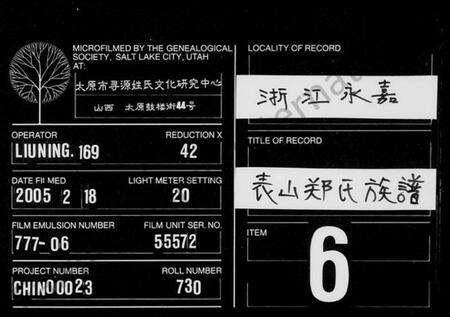 MICROFILMED BY THE GENEALOGICAL
SOCIETY, SALT LAKE CITY, UTAH
AT:
太原市寻源姓氏文化研究中心
山西 太原鼓楼街44号
OPERATOR
REDUCTION X
LIUNING. 169
42
DATE FILMED
LIGHT METER SETTING
2005 2 18
20
FILM EMULSION NUMBER
FILM UNIT SER. NO.
777-06
55572
PROJECT NUMBER
ROLL NUMBER
CHIN00023
730
LOCALITY OF RECORD
浙江永嘉
TITLE OF RECORD
表山郑氏族譜
ITEM
6